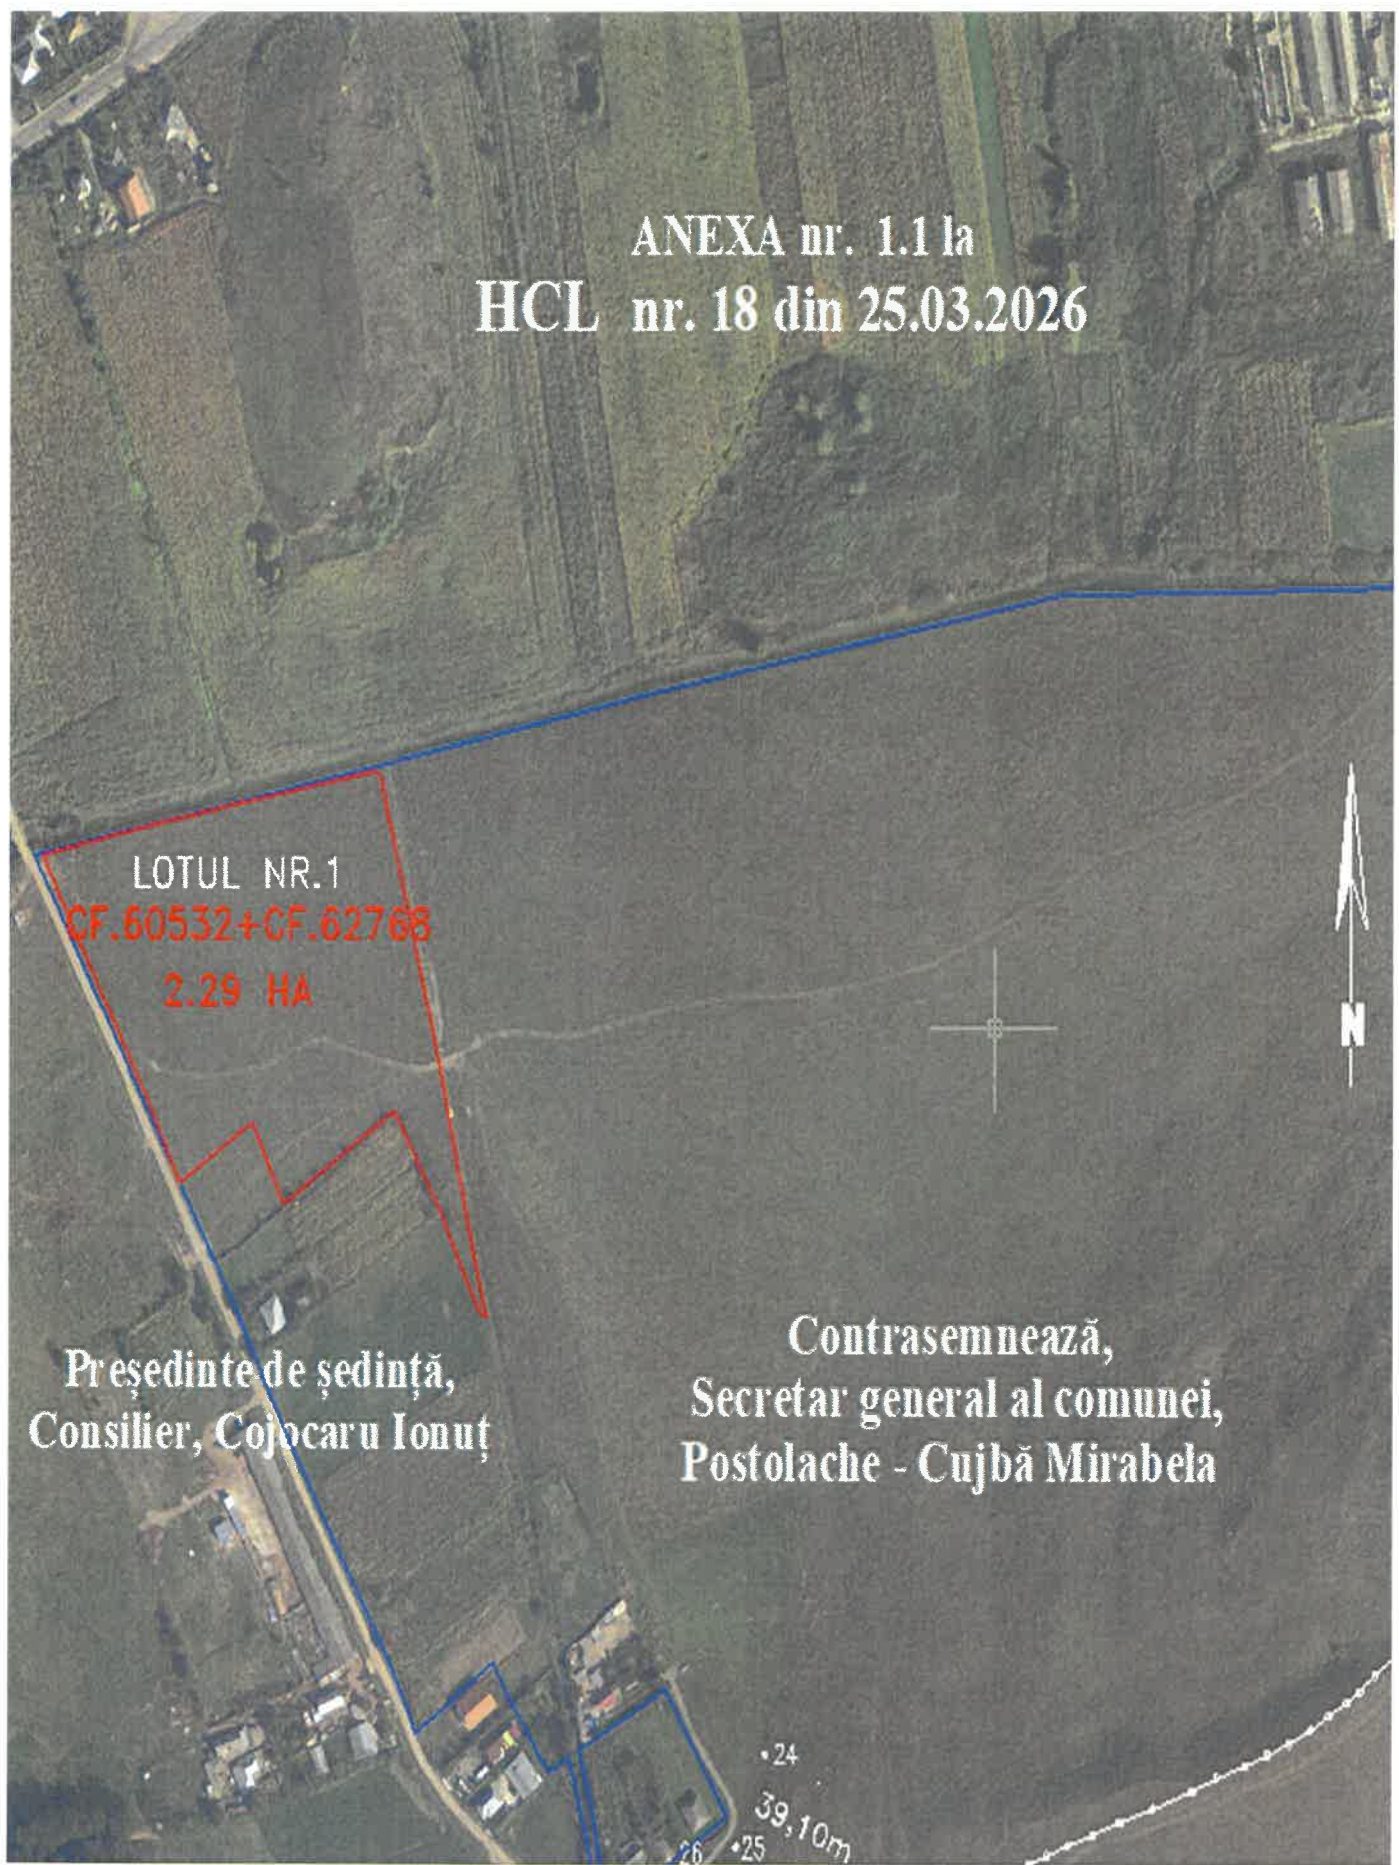 ANEXA nr. 1.1 la
HCL nr. 18 din 25.03.2026
LOTUL NR.1
CF.60532+CF.62768
2.29 HA
N
Președinte de ședință,
Consilier, Cojocaru Ionuț
Contrasemnează,
Secretar general al comunei,
Postolache - Cujbă Mirabela
24
39,10m
26
25